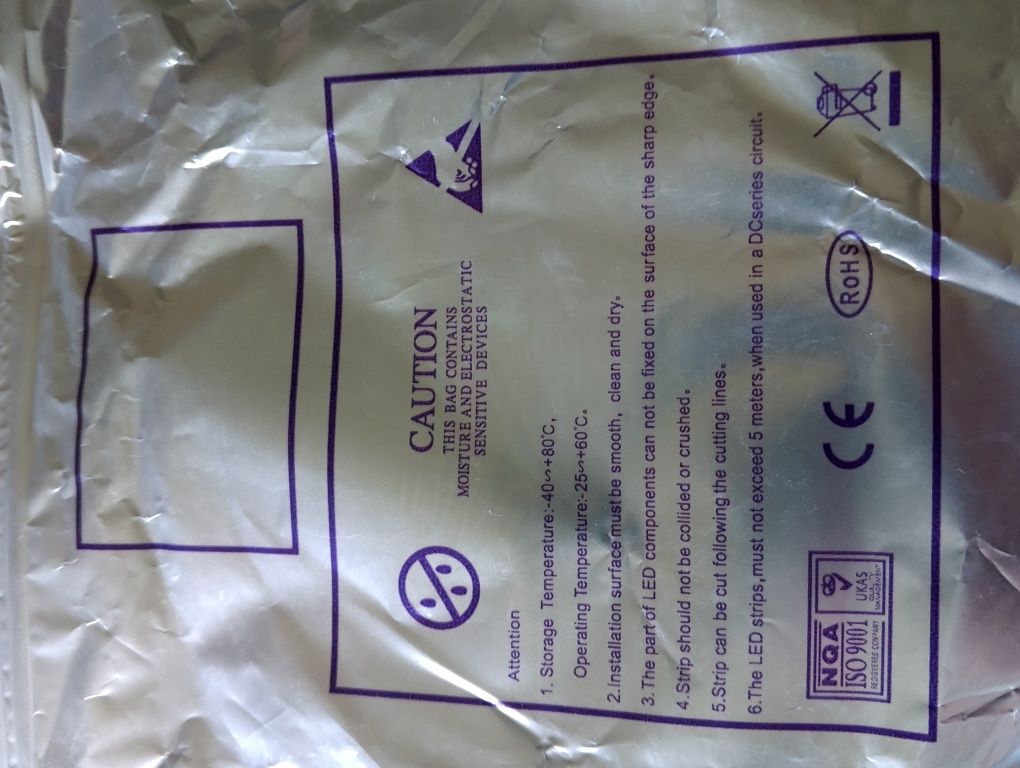 CAUTION
THIS BAG CONTAINS
MOISTURE AND ELECTROSTATIC
SENSITIVE DEVICES
Attention
1. Storage Temperature:-40∽+80℃,
Operating Temperature:-25∽+60℃。
2.Installation surface must be smooth, clean and dry。
3. The part of LED components can not be fixed on the surface of the sharp edge。
4.Strip should not be collided or crushed。
5.Strip can be cut following the cutting lines。
6.The LED strips,must not exceed 5 meters,when used in a DCseries circuit。
NQA
ISO 9001
REGISTERED COMPANY
UKAS
QUALITY
MANAGEMENT
CE
RoHS